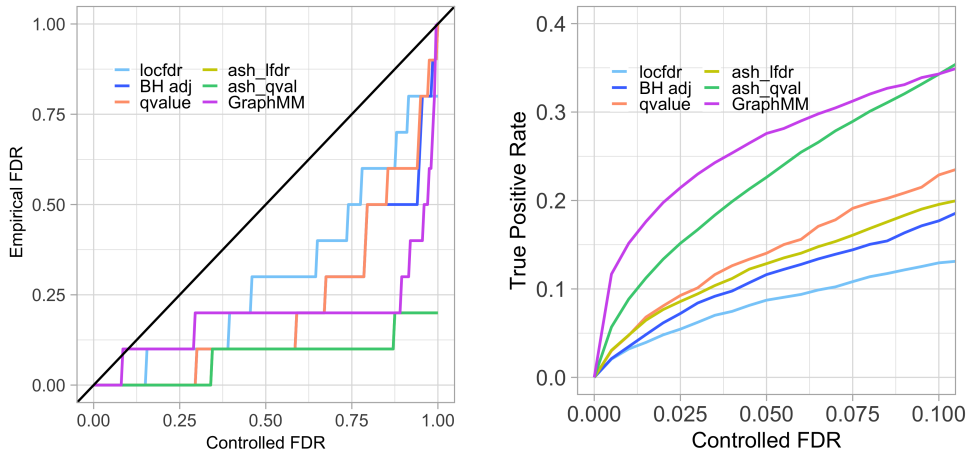 1.00
0.75
0.50
0.25
0.00
Empirical FDR
locfdr
BH adj
qvalue
ash_lfdr
ash_qval
GraphMM
0.00 0.25 0.50 0.75 1.00
Controlled FDR
0.4
0.3
0.2
0.1
0.0
True Positive Rate
locfdr
BH adj
qvalue
ash_lfdr
ash_qval
GraphMM
0.000 0.025 0.050 0.075 0.100
Controlled FDR